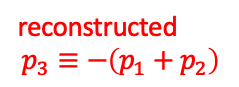 reconstructed
p₃ ≡ −(p₁ + p₂)